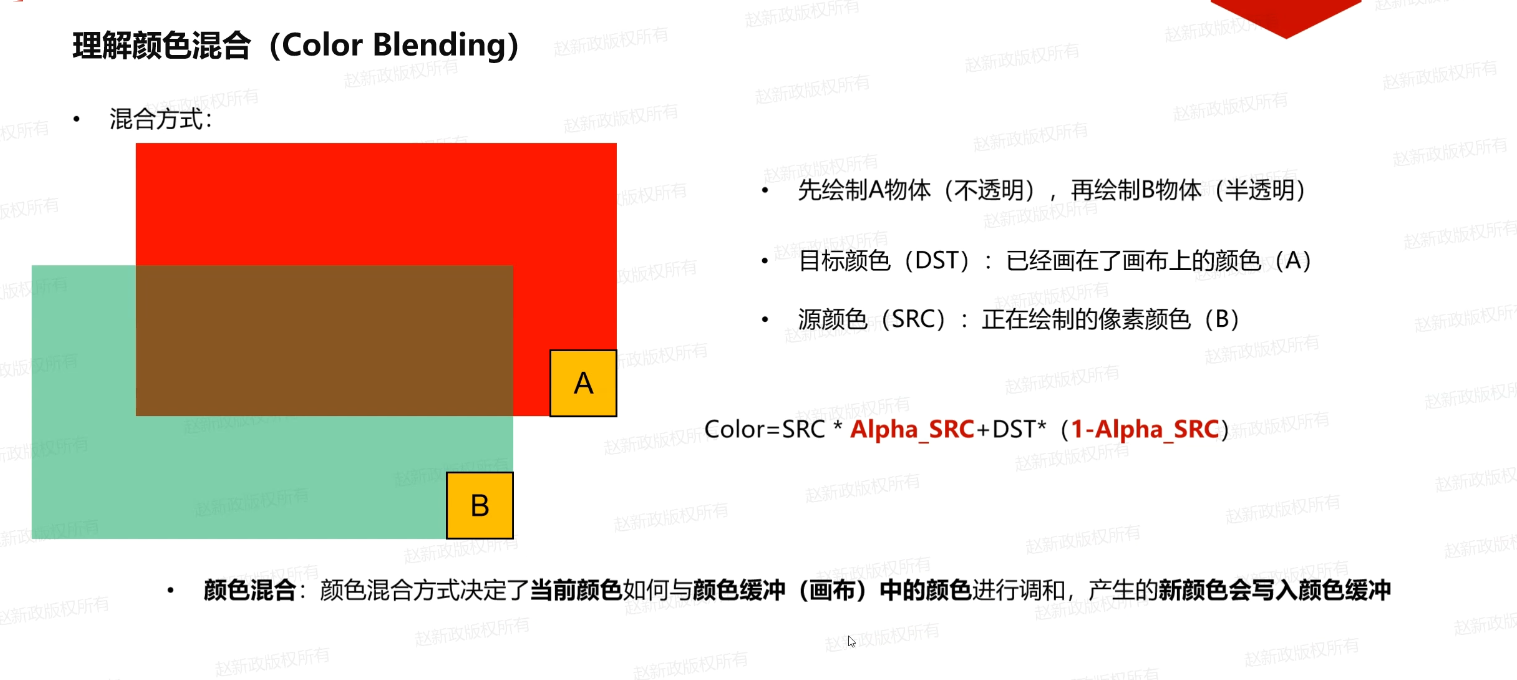 理解颜色混合（Color Blending）
• 混合方式：
• 先绘制A物体（不透明），再绘制B物体（半透明）
• 目标颜色（DST）：已经画在了画布上的颜色（A）
• 源颜色（SRC）：正在绘制的像素颜色（B）
A
Color=SRC * Alpha_SRC+DST*（1-Alpha_SRC）
B
• 颜色混合：颜色混合方式决定了当前颜色如何与颜色缓冲（画布）中的颜色进行调和，产生的新颜色会写入颜色缓冲
赵新政版权所有